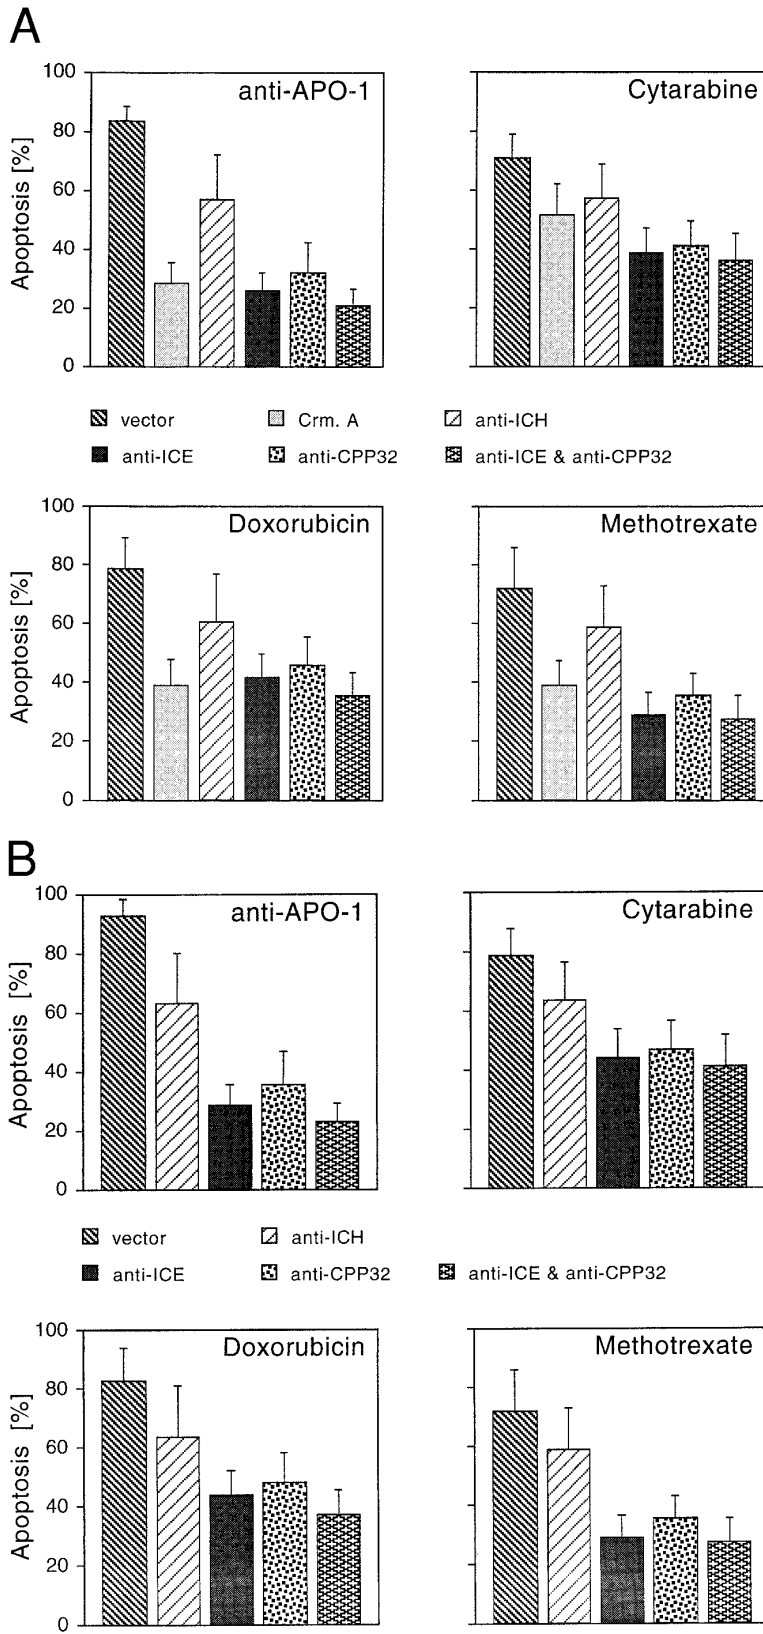 A
anti-APO-1
Cytarabine
Apoptosis [%]
100
80
60
40
20
0
vector
Crm. A
anti-ICH
anti-ICE
anti-CPP32
anti-ICE & anti-CPP32
Doxorubicin
Methotrexate
Apoptosis [%]
100
80
60
40
20
0
B
anti-APO-1
Cytarabine
Apoptosis [%]
100
80
60
40
20
0
vector
anti-ICH
anti-ICE
anti-CPP32
anti-ICE & anti-CPP32
Doxorubicin
Methotrexate
Apoptosis [%]
100
80
60
40
20
0